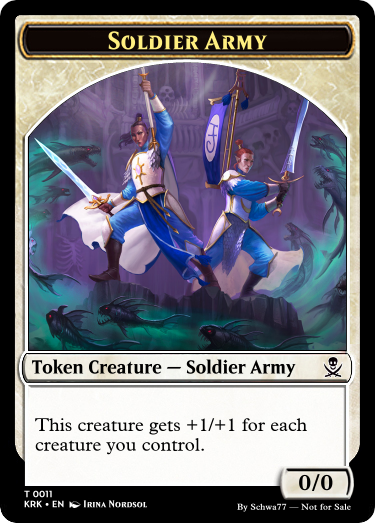 Soldier Army
Token Creature — Soldier Army
This creature gets +1/+1 for each
creature you control.
0/0
T 0011
KRK • EN Irina Nordsol
By Schwa77 — Not for Sale